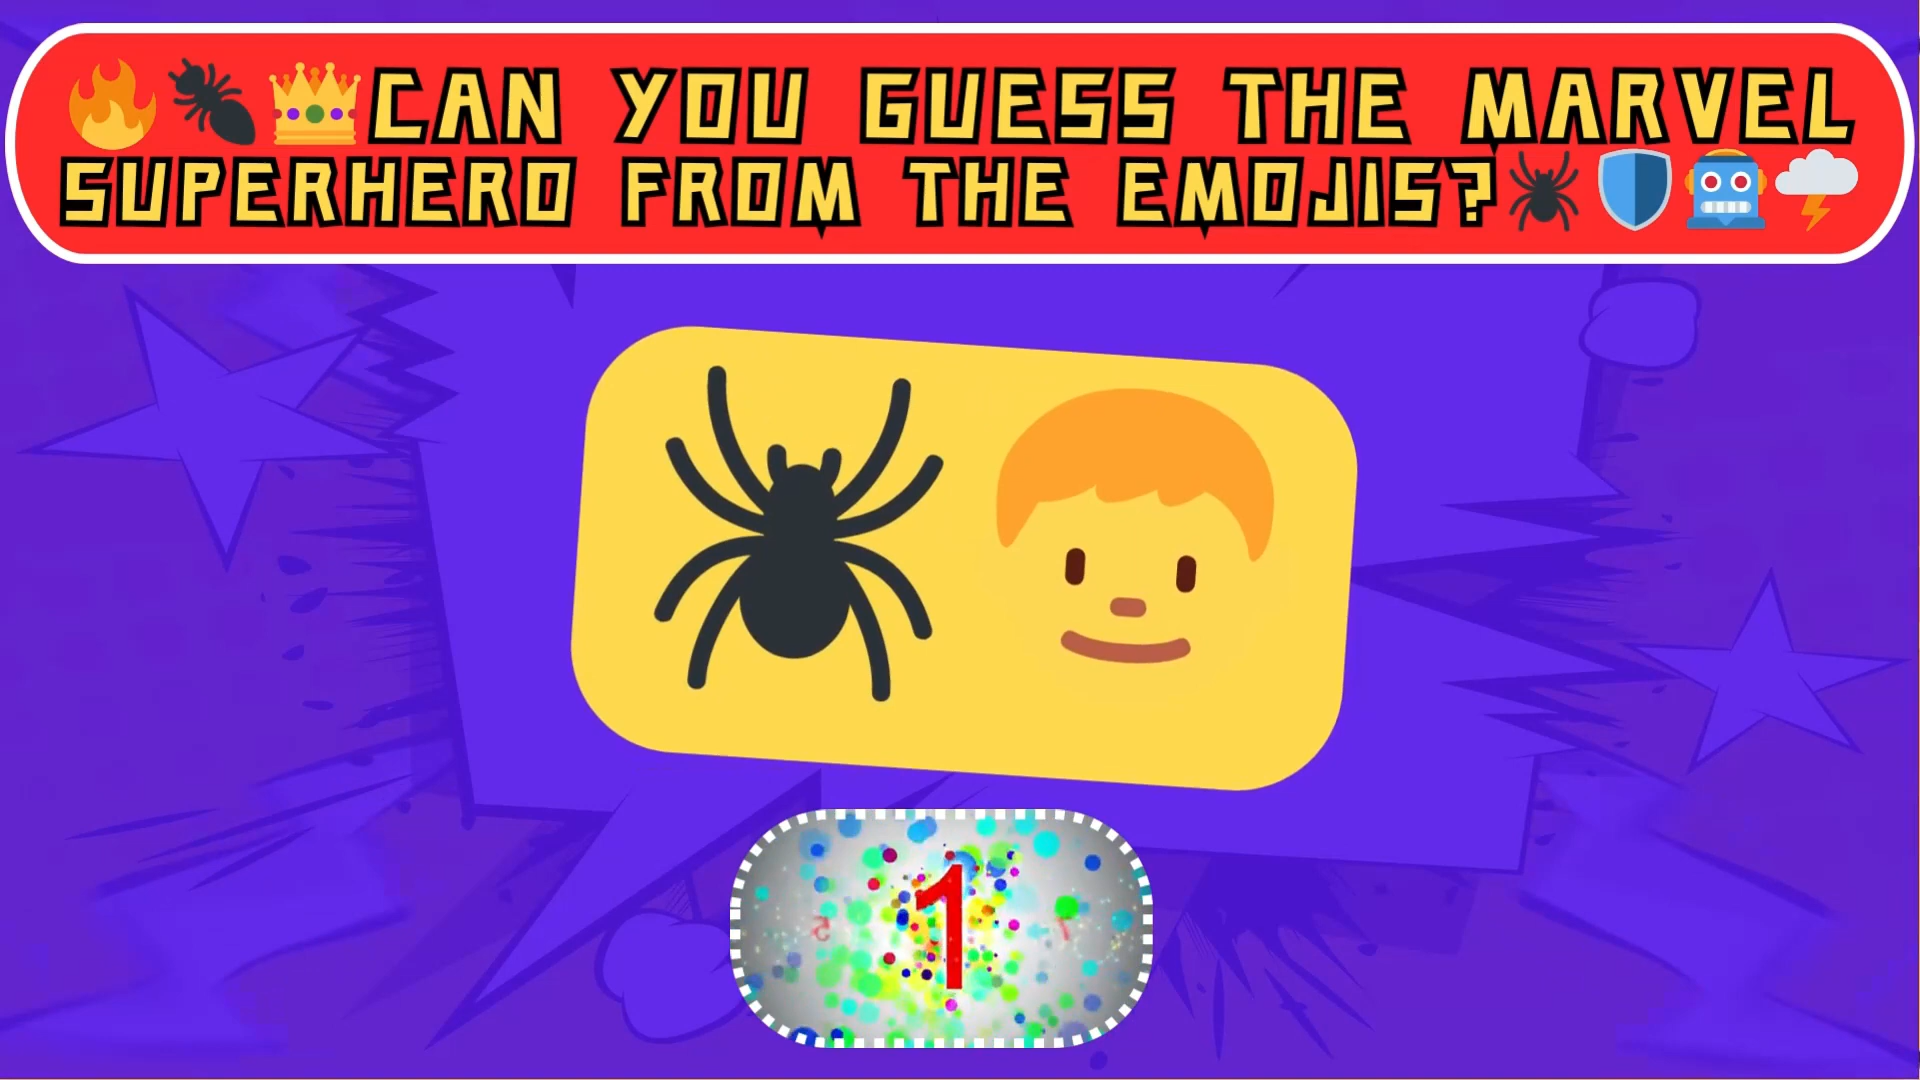 🔥🐜👑CAN YOU GUESS THE MARVEL
SUPERHERO FROM THE EMOJIS?🕷🛡🤖🌩
1